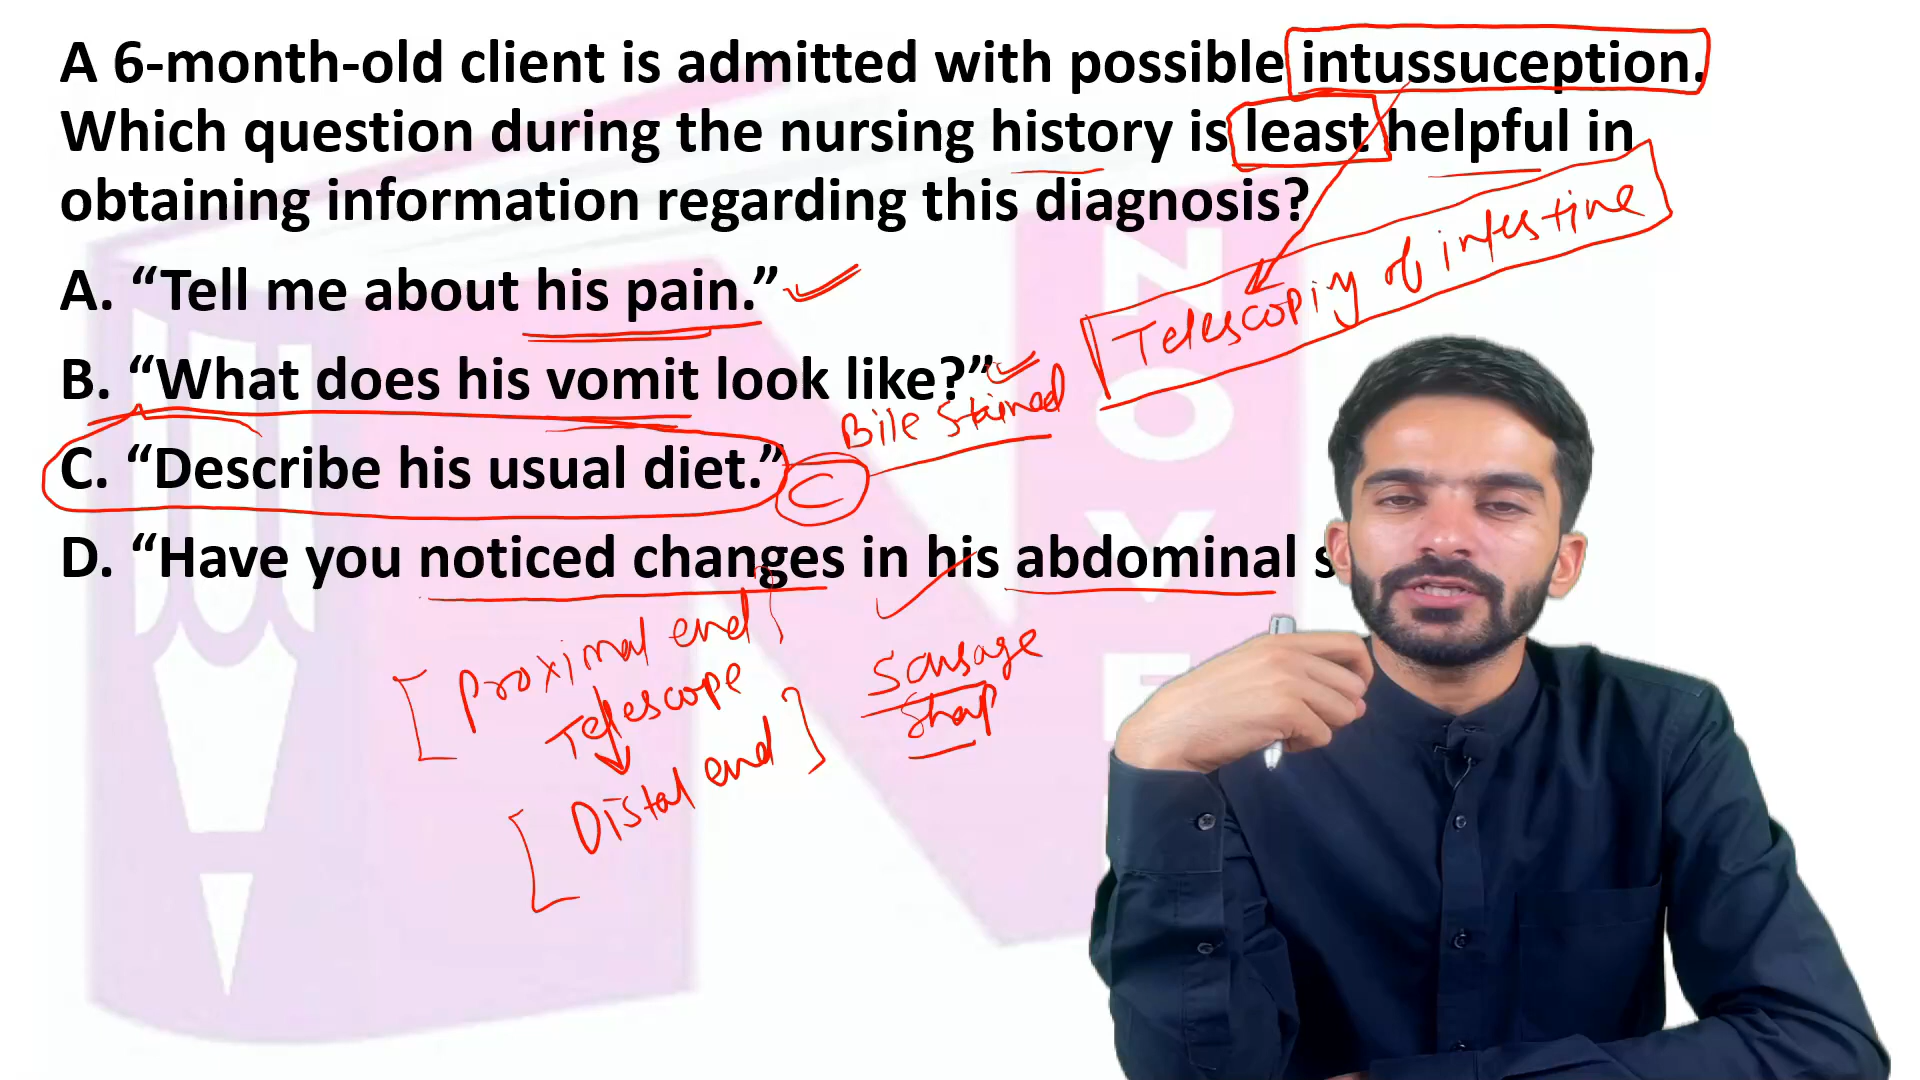 A 6-month-old client is admitted with possible intussuception.
Which question during the nursing history is least helpful in
obtaining information regarding this diagnosis?
A. “Tell me about his pain.”
B. “What does his vomit look like?”
C. “Describe his usual diet.”
D. “Have you noticed changes in his abdominal s
Telescopiy of intestine
Bile Stained
C
Proximal end
Telescope
Distal end
Sausage
Shap
NOVE